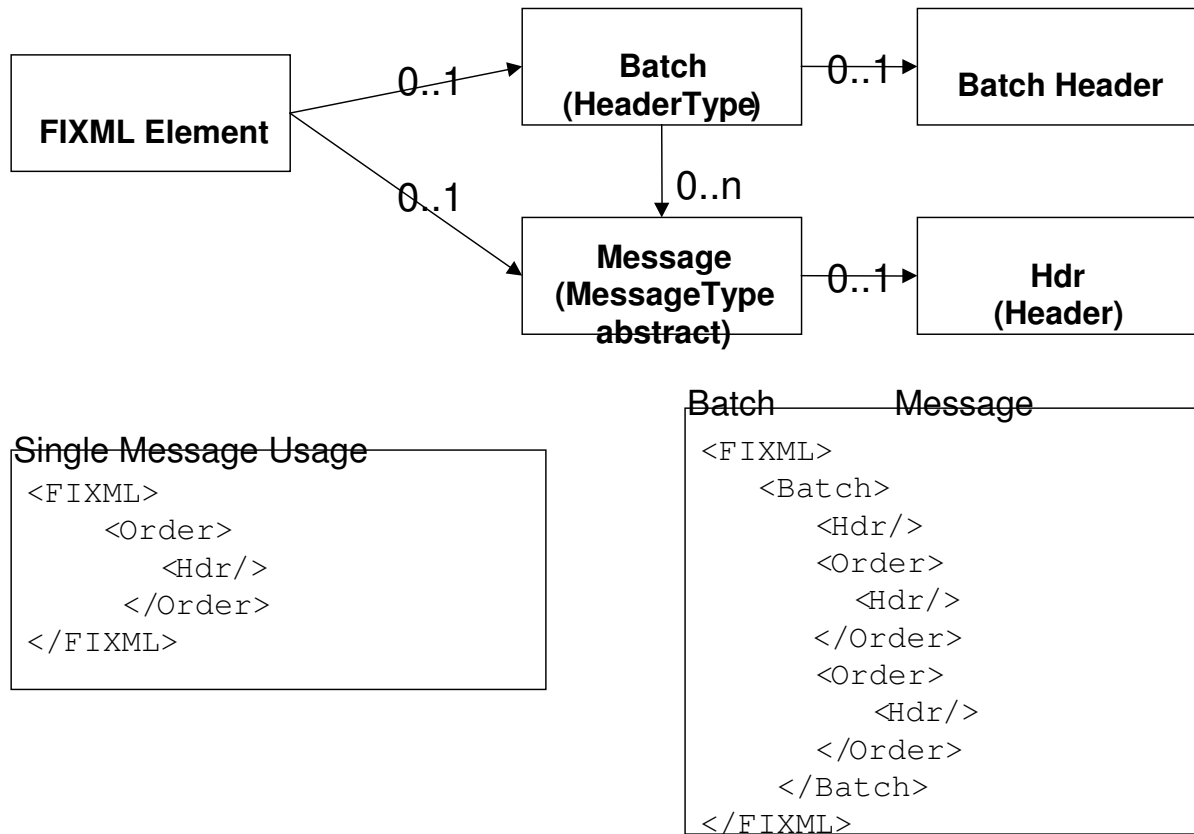 FIXML Element
0..1
Batch
(HeaderType)
0..1
Batch Header
0..1
0..n
Message
(MessageType
abstract)
0..1
Hdr
(Header)
Single Message Usage
<FIXML>
<Order>
<Hdr/>
</Order>
</FIXML>
Batch Message
<FIXML>
<Batch>
<Hdr/>
<Order>
<Hdr/>
</Order>
<Order>
<Hdr/>
</Order>
</Batch>
</FIXML>